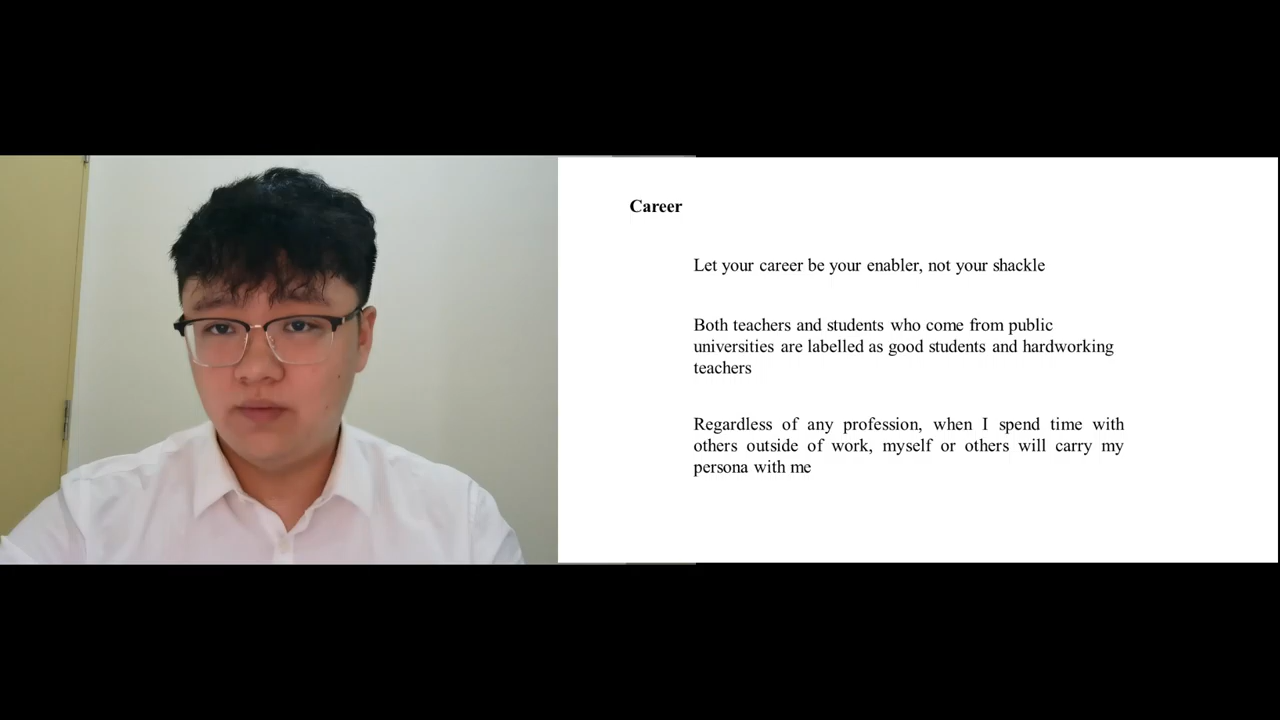 Career
Let your career be your enabler, not your shackle
Both teachers and students who come from public
universities are labelled as good students and hardworking
teachers
Regardless of any profession, when I spend time with
others outside of work, myself or others will carry my
persona with me